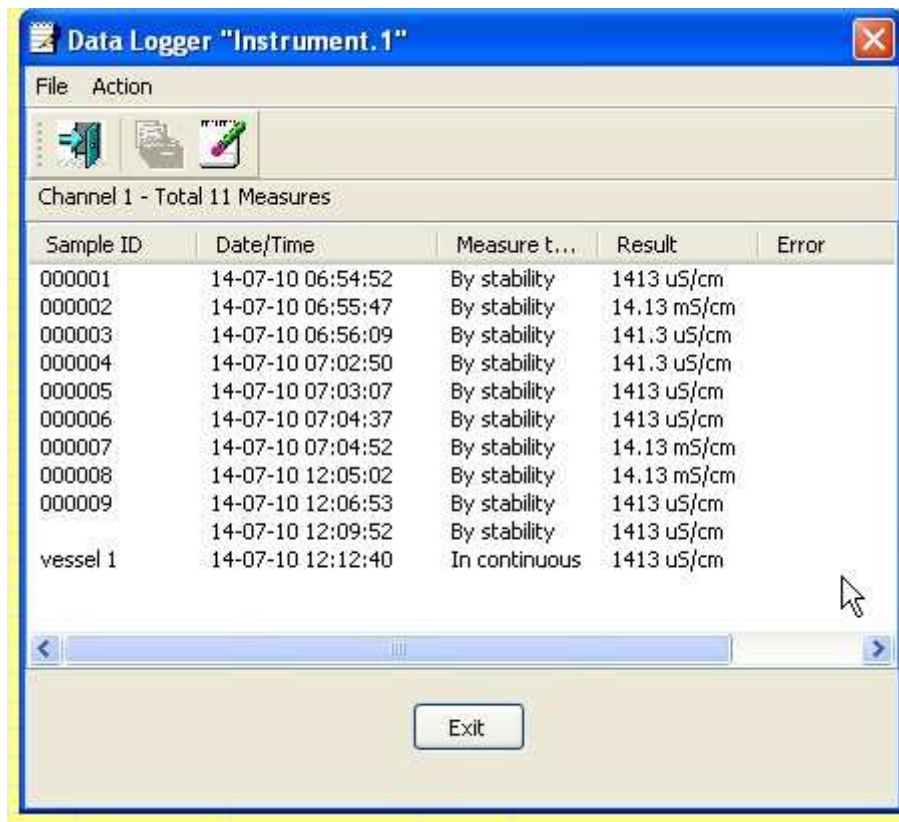 Data Logger "Instrument.1"
File Action
Channel 1 - Total 11 Measures
Sample ID Date/Time Measure t... Result Error
000001 14-07-10 06:54:52 By stability 1413 uS/cm
000002 14-07-10 06:55:47 By stability 14.13 mS/cm
000003 14-07-10 06:56:09 By stability 141.3 uS/cm
000004 14-07-10 07:02:50 By stability 141.3 uS/cm
000005 14-07-10 07:03:07 By stability 1413 uS/cm
000006 14-07-10 07:04:37 By stability 1413 uS/cm
000007 14-07-10 07:04:52 By stability 14.13 mS/cm
000008 14-07-10 12:05:02 By stability 14.13 mS/cm
000009 14-07-10 12:06:53 By stability 1413 uS/cm
14-07-10 12:09:52 By stability 1413 uS/cm
vessel 1 14-07-10 12:12:40 In continuous 1413 uS/cm
Exit